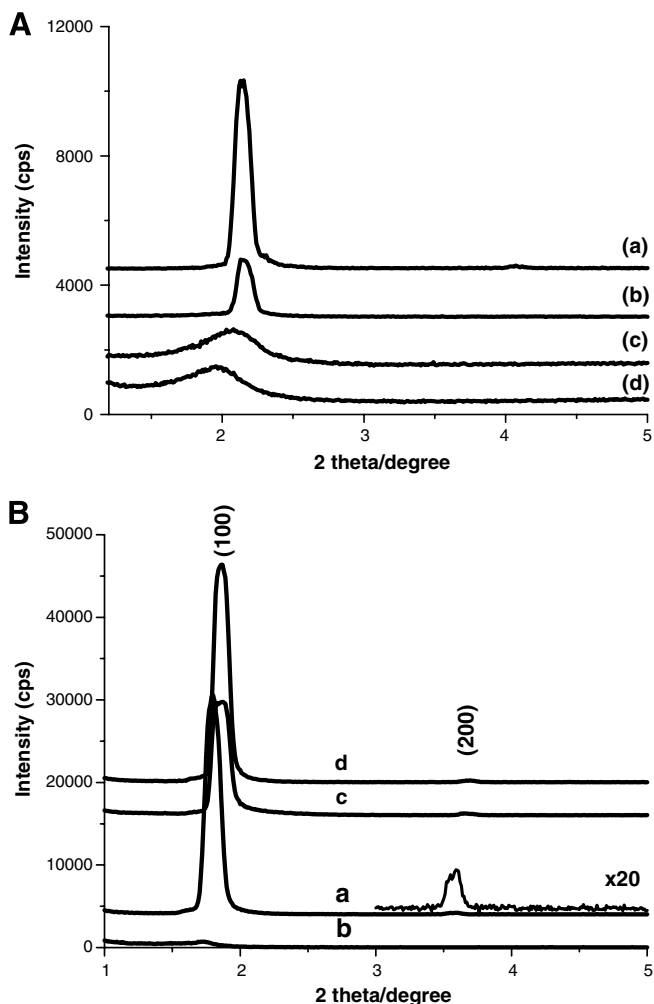 A
12000
8000
4000
0
Intensity (cps)
(a)
(b)
(c)
(d)
2 3 4 5
2 theta/degree
B
50000
40000
30000
20000
10000
0
Intensity (cps)
(100)
(200)
d
c
a
x20
b
1 2 3 4 5
2 theta/degree